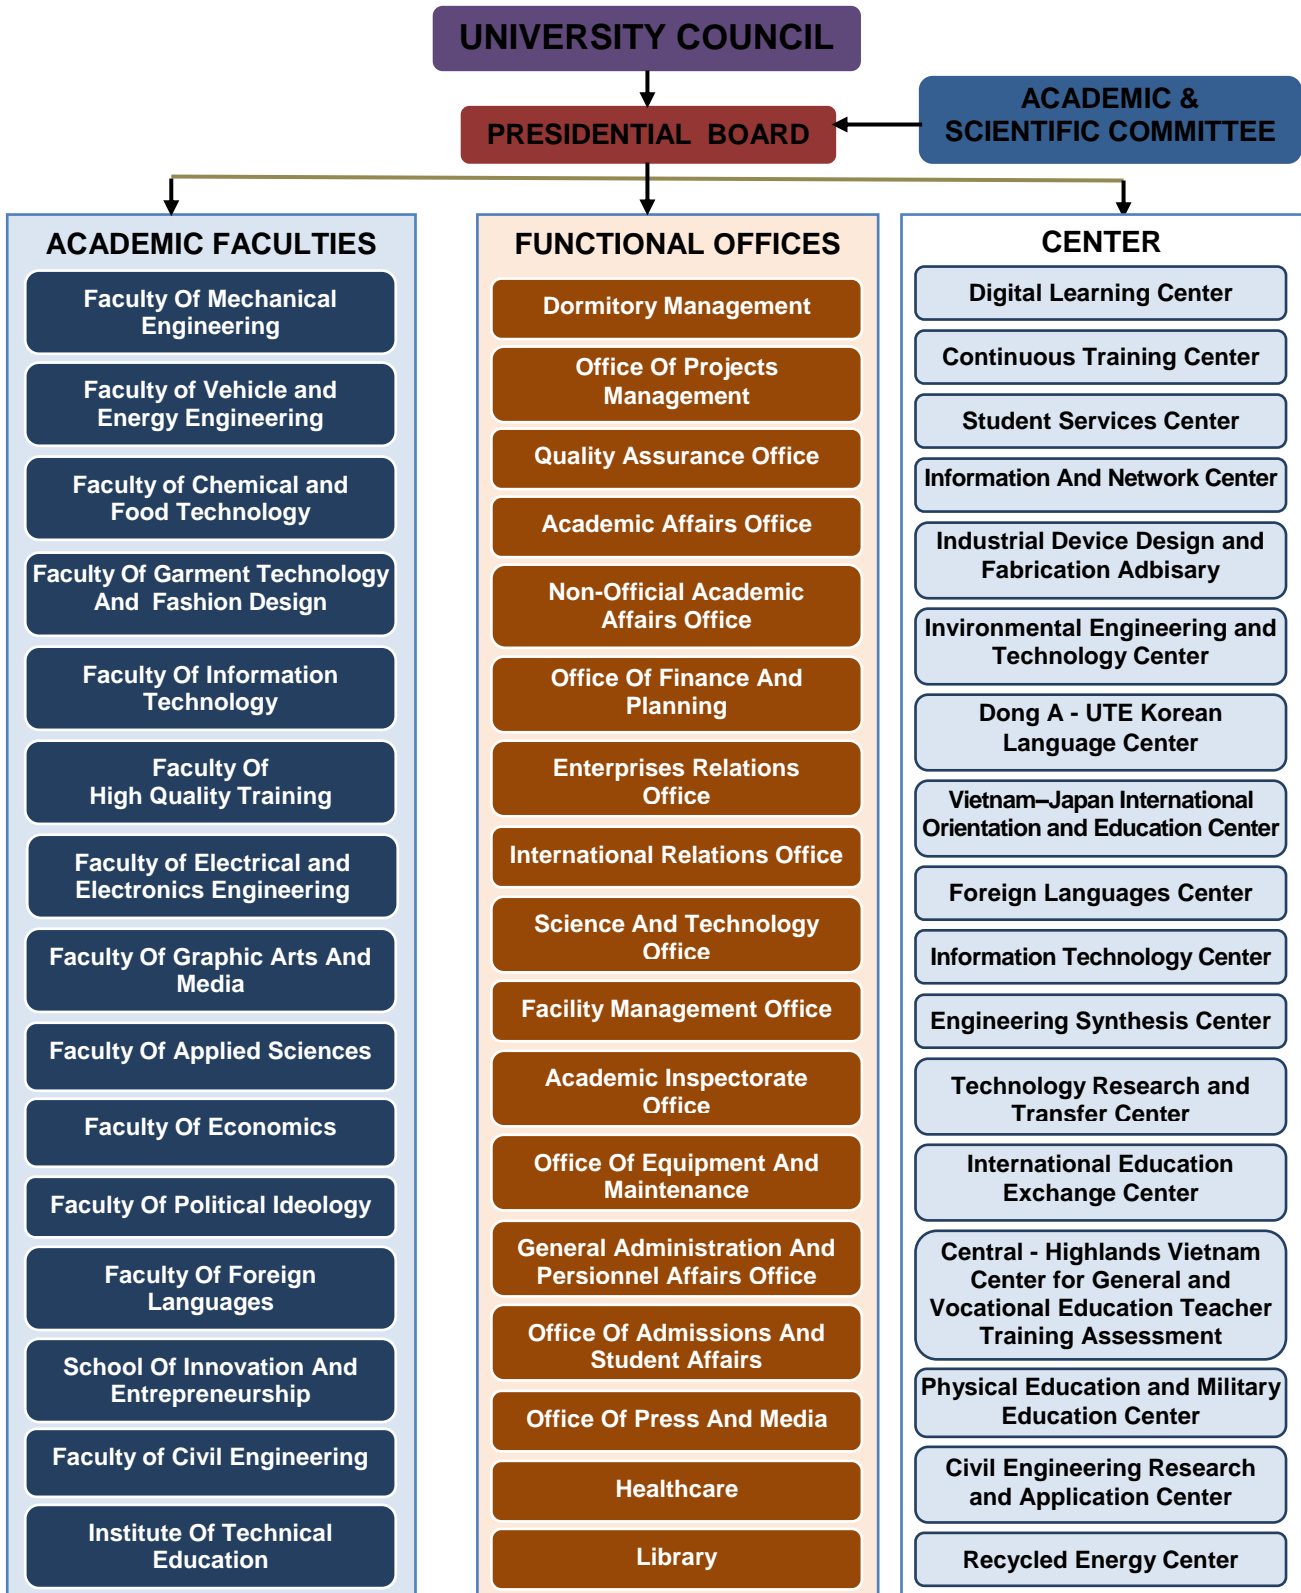 UNIVERSITY COUNCIL
PRESIDENTIAL BOARD
ACADEMIC &
SCIENTIFIC COMMITTEE
ACADEMIC FACULTIES
Faculty Of Mechanical
Engineering
Faculty of Vehicle and
Energy Engineering
Faculty of Chemical and
Food Technology
Faculty Of Garment Technology
And Fashion Design
Faculty Of Information
Technology
Faculty Of
High Quality Training
Faculty of Electrical and
Electronics Engineering
Faculty Of Graphic Arts And
Media
Faculty Of Applied Sciences
Faculty Of Economics
Faculty Of Political Ideology
Faculty Of Foreign
Languages
School Of Innovation And
Entrepreneurship
Faculty of Civil Engineering
Institute Of Technical
Education
FUNCTIONAL OFFICES
Dormitory Management
Office Of Projects
Management
Quality Assurance Office
Academic Affairs Office
Non-Official Academic
Affairs Office
Office Of Finance And
Planning
Enterprises Relations
Office
International Relations Office
Science And Technology
Office
Facility Management Office
Academic Inspectorate
Office
Office Of Equipment And
Maintenance
General Administration And
Persionnel Affairs Office
Office Of Admissions And
Student Affairs
Office Of Press And Media
Healthcare
Library
CENTER
Digital Learning Center
Continuous Training Center
Student Services Center
Information And Network Center
Industrial Device Design and
Fabrication Adbisary
Invironmental Engineering and
Technology Center
Dong A - UTE Korean
Language Center
Vietnam–Japan International
Orientation and Education Center
Foreign Languages Center
Information Technology Center
Engineering Synthesis Center
Technology Research and
Transfer Center
International Education
Exchange Center
Central - Highlands Vietnam
Center for General and
Vocational Education Teacher
Training Assessment
Physical Education and Military
Education Center
Civil Engineering Research
and Application Center
Recycled Energy Center